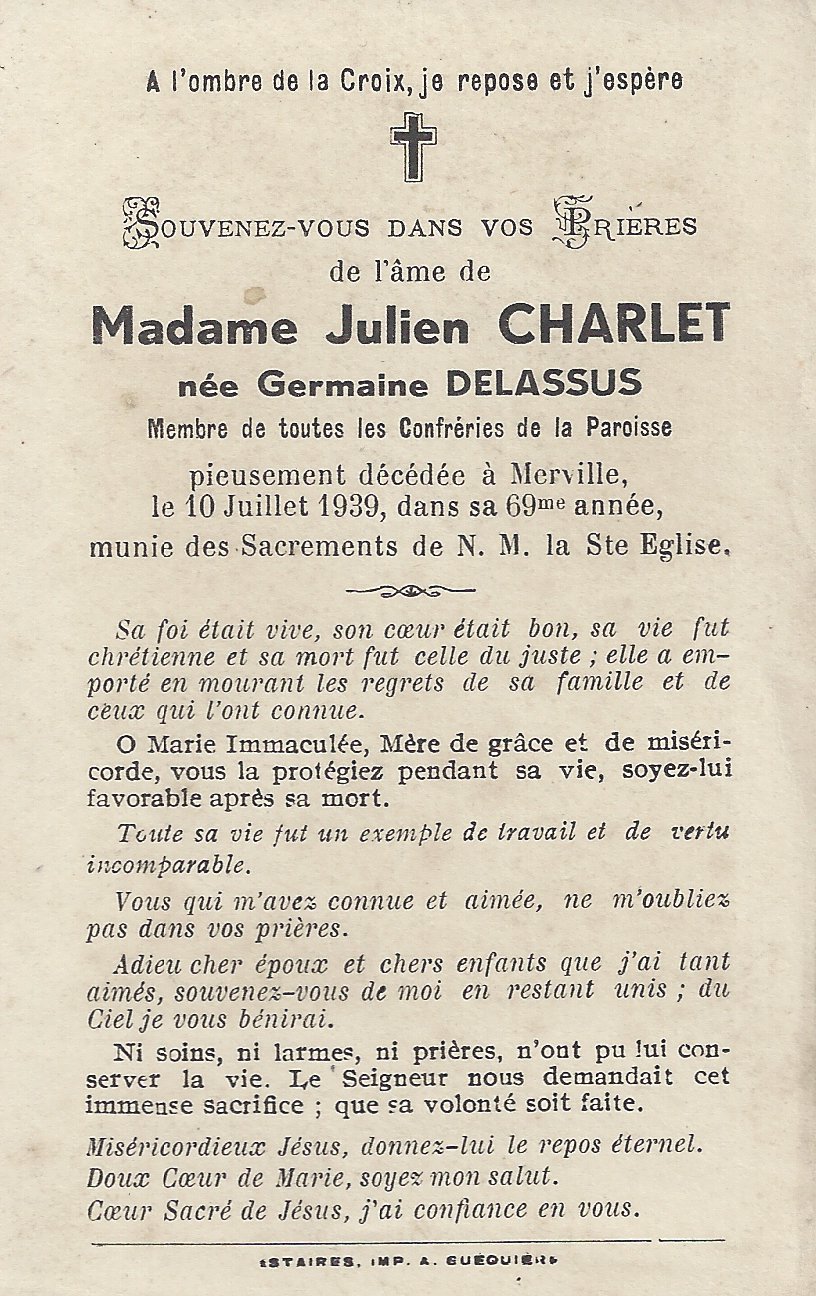 A l'ombre de la Croix, je repose et j'espère
SOUVENEZ-VOUS DANS VOS PRIÈRES
de l'âme de
Madame Julien CHARLET
née Germaine DELASSUS
Membre de toutes les Confréries de la Paroisse
pieusement décédée à Merville,
le 10 Juillet 1939, dans sa 69me année,
munie des Sacrements de N. M. la Ste Eglise.
Sa foi était vive, son cœur était bon, sa vie fut
chrétienne et sa mort fut celle du juste ; elle a em-
porté en mourant les regrets de sa famille et de
ceux qui l'ont connue.
O Marie Immaculée, Mère de grâce et de miséri-
corde, vous la protégiez pendant sa vie, soyez-lui
favorable après sa mort.
Toute sa vie fut un exemple de travail et de vertu
incomparable.
Vous qui m'avez connue et aimée, ne m'oubliez
pas dans vos prières.
Adieu cher époux et chers enfants que j'ai tant
aimés, souvenez-vous de moi en restant unis ; du
Ciel je vous bénirai.
Ni soins, ni larmes, ni prières, n'ont pu lui con-
server la vie. Le Seigneur nous demandait cet
immense sacrifice ; que sa volonté soit faite.
Miséricordieux Jésus, donnez-lui le repos éternel.
Doux Cœur de Marie, soyez mon salut.
Cœur Sacré de Jésus, j'ai confiance en vous.
ESTAIRES, IMP. A. GUÉQUIÈRE